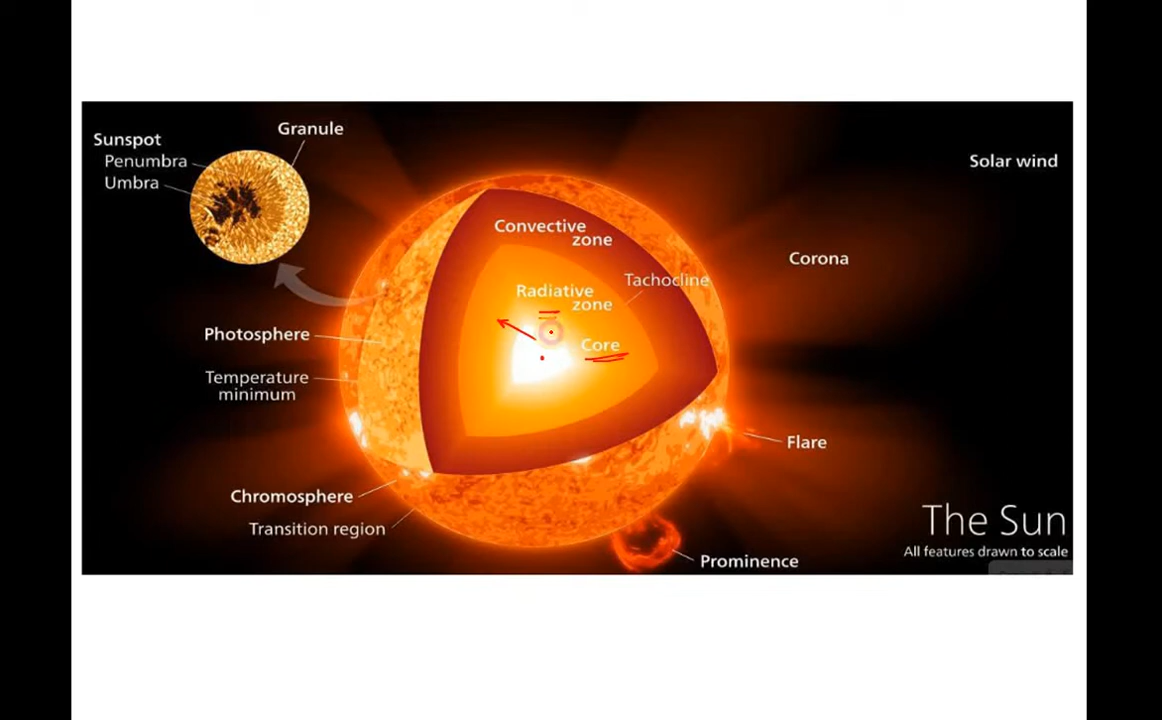 Sunspot
Penumbra
Umbra
Granule
Solar wind
Convective
zone
Corona
Tachocline
Radiative
zone
Photosphere
Core
Temperature
minimum
Flare
Chromosphere
Transition region
The Sun
All features drawn to scale
Prominence